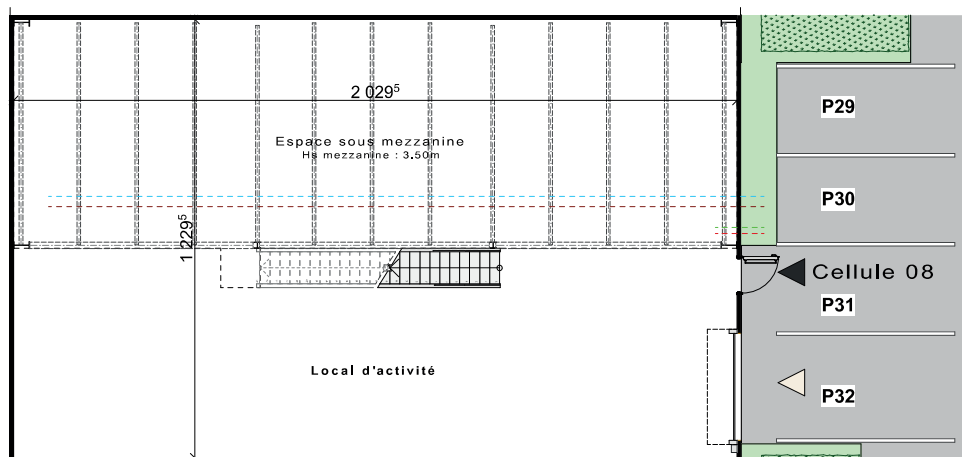 2 029⁵
P29
Espace sous mezzanine
Hs mezzanine : 3.50m
P30
1 229⁵
Cellule 08
P31
Local d'activité
P32